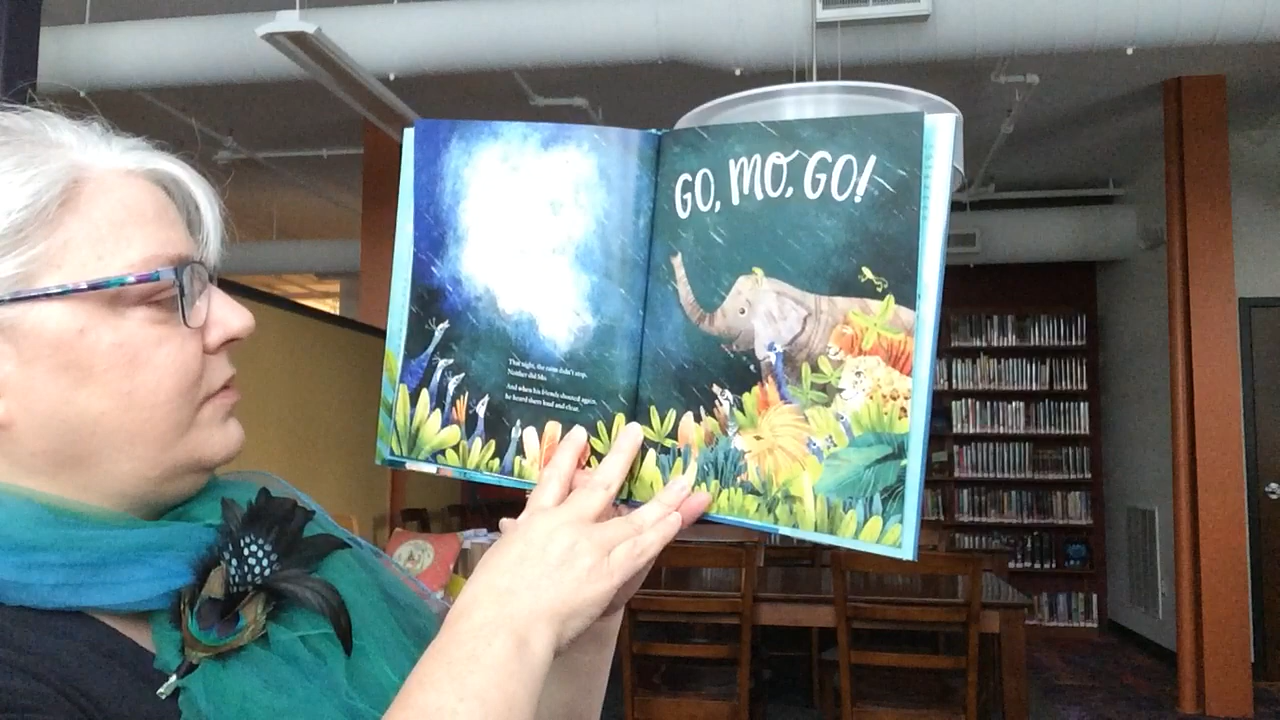 That night, the rains didn't stop.
Neither did Mo.
And when his friends shouted again,
he heard them loud and clear.
GO, MO, GO!